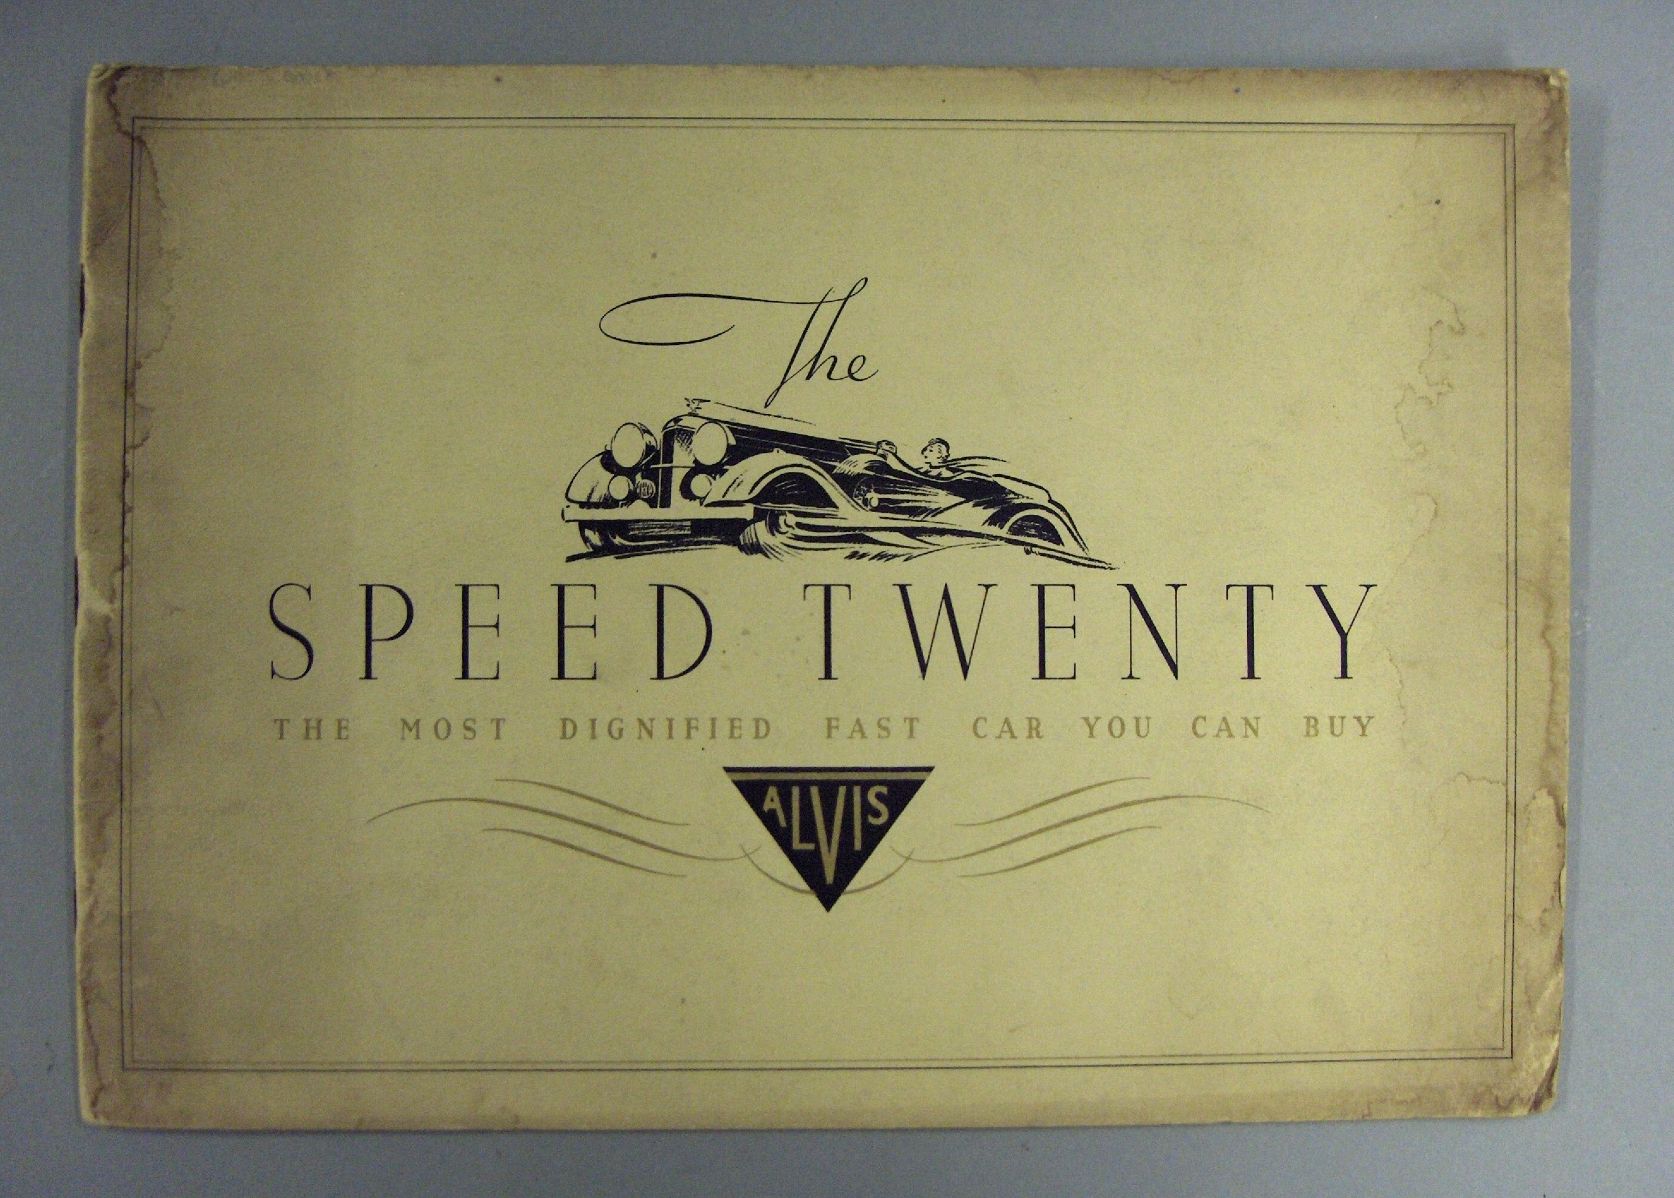 The
SPEED TWENTY
THE MOST DIGNIFIED FAST CAR YOU CAN BUY
ALVIS